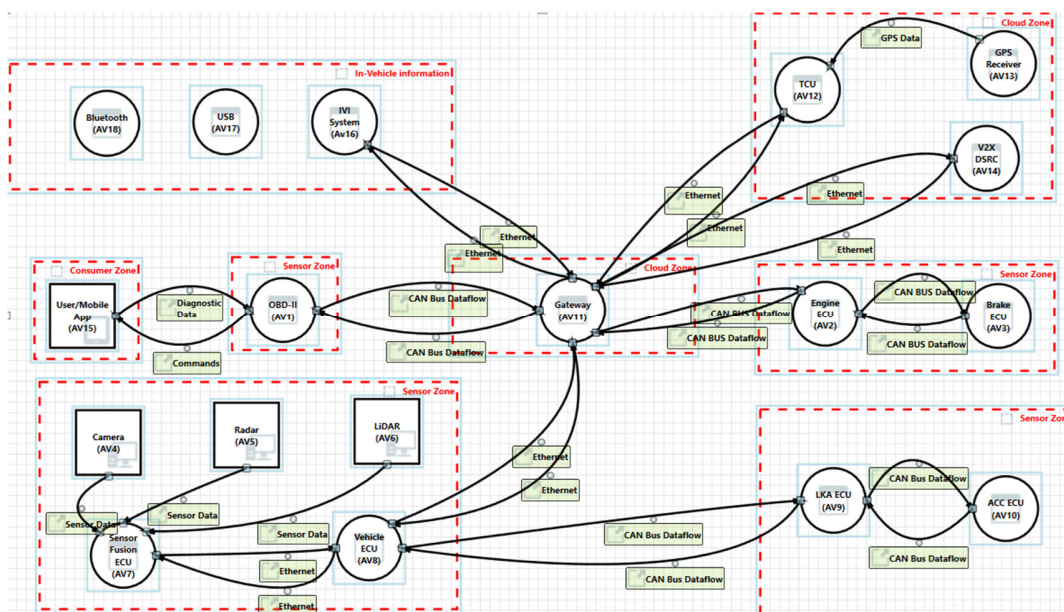 Cloud Zone
GPS Data
GPS
Receiver
(AV13)
TCU
(AV12)
V2X
DSRC
(AV14)
Ethernet
Ethernet
Ethernet
Ethernet
In-Vehicle information
Bluetooth
(AV18)
USB
(AV17)
IVI
System
(Av16)
Ethernet
Ethernet
Consumer Zone
User/Mobile
App
(AV15)
Diagnostic
Data
Commands
Sensor Zone
OBD-II
(AV1)
CAN Bus Dataflow
CAN Bus Dataflow
Cloud Zone
Gateway
(AV11)
CAN BUS Dataflow
CAN BUS Dataflow
Sensor Zone
Engine
ECU
(AV2)
CAN BUS Dataflow
CAN BUS Dataflow
Brake
ECU
(AV3)
Sensor Zone
Camera
(AV4)
Radar
(AV5)
LiDAR
(AV6)
Sensor Data
Sensor Data
Sensor Data
Sensor
Fusion
ECU
(AV7)
Ethernet
Ethernet
Vehicle
ECU
(AV8)
Ethernet
Ethernet
CAN Bus Dataflow
CAN Bus Dataflow
Sensor Zon
LKA ECU
(AV9)
CAN Bus Dataflow
CAN Bus Dataflow
ACC ECU
(AV10)